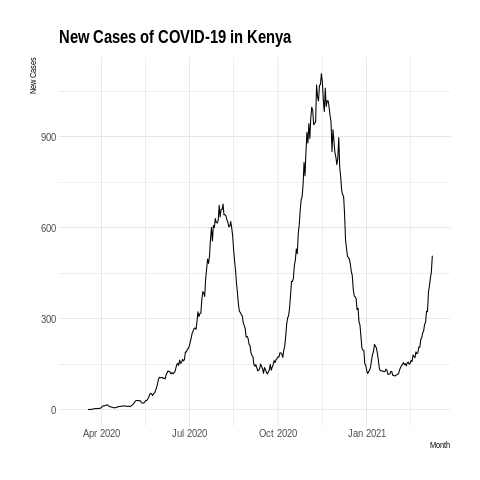 New Cases of COVID-19 in Kenya
New Cases
900
600
300
0
Apr 2020
Jul 2020
Oct 2020
Jan 2021
Month